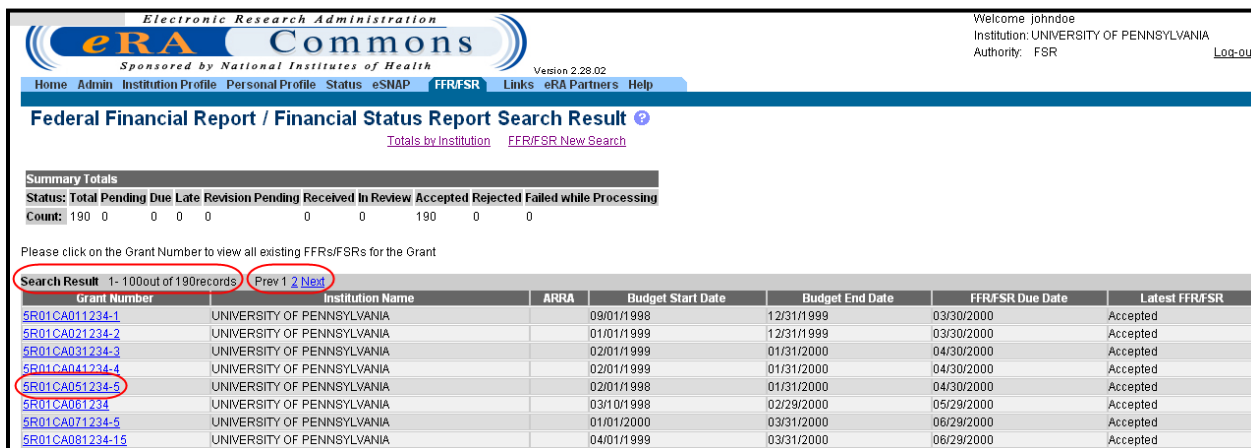 Electronic Research Administration
eRA Commons
Sponsored by National Institutes of Health
Version 2.28.02
Welcome johndoe
Institution: UNIVERSITY OF PENNSYLVANIA
Authority: FSR
Log-ou
Home Admin Institution Profile Personal Profile Status eSNAP FFR/FSR Links eRA Partners Help
Federal Financial Report / Financial Status Report Search Result ?
Totals by Institution FFR/FSR New Search
Summary Totals
Status: Total Pending Due Late Revision Pending Received In Review Accepted Rejected Failed while Processing
Count: 190 0 0 0 0 0 0 190 0 0
Please click on the Grant Number to view all existing FFRs/FSRs for the Grant
Search Result 1- 100out of 190records Prev 1 2 Next
Grant Number Institution Name ARRA Budget Start Date Budget End Date FFR/FSR Due Date Latest FFR/FSR
5R01CA011234-1 UNIVERSITY OF PENNSYLVANIA 09/01/1998 12/31/1999 03/30/2000 Accepted
5R01CA021234-2 UNIVERSITY OF PENNSYLVANIA 01/01/1999 12/31/1999 03/30/2000 Accepted
5R01CA031234-3 UNIVERSITY OF PENNSYLVANIA 02/01/1999 01/31/2000 04/30/2000 Accepted
5R01CA041234-4 UNIVERSITY OF PENNSYLVANIA 02/01/1999 01/31/2000 04/30/2000 Accepted
5R01CA051234-5 UNIVERSITY OF PENNSYLVANIA 02/01/1998 01/31/2000 04/30/2000 Accepted
5R01CA061234 UNIVERSITY OF PENNSYLVANIA 03/10/1998 02/29/2000 05/29/2000 Accepted
5R01CA071234-5 UNIVERSITY OF PENNSYLVANIA 01/01/2000 03/31/2000 06/29/2000 Accepted
5R01CA081234-15 UNIVERSITY OF PENNSYLVANIA 04/01/1999 03/31/2000 06/29/2000 Accepted